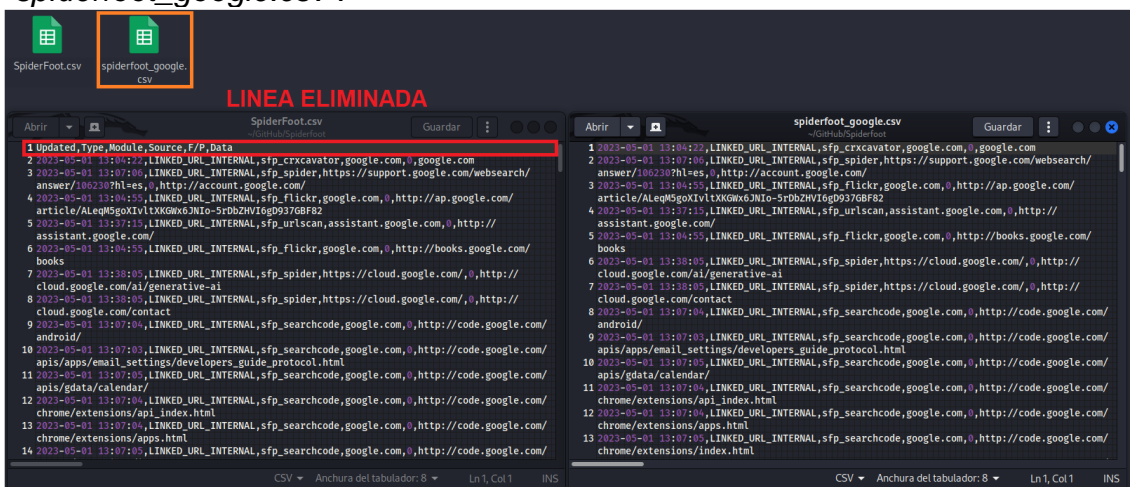 spiderfoot_google.csv".
SpiderFoot.csv
spiderfoot_google.
csv
LINEA ELIMINADA
Abrir
SpiderFoot.csv
~/GitHub/Spiderfoot
Guardar
1 Updated,Type,Module,Source,F/P,Data
2 2023-05-01 13:04:22,LINKED_URL_INTERNAL,sfp_crxcavator,google.com,0,google.com
3 2023-05-01 13:07:06,LINKED_URL_INTERNAL,sfp_spider,https://support.google.com/websearch/
answer/106230?hl=es,0,http://account.google.com/
4 2023-05-01 13:04:55,LINKED_URL_INTERNAL,sfp_flickr,google.com,0,http://ap.google.com/
article/ALeqM5goXIvltXKGWx6JNIo-5rDbZHVI6gD937GBF82
5 2023-05-01 13:37:15,LINKED_URL_INTERNAL,sfp_urlscan,assistant.google.com,0,http://
assistant.google.com/
6 2023-05-01 13:04:55,LINKED_URL_INTERNAL,sfp_flickr,google.com,0,http://books.google.com/
books
7 2023-05-01 13:38:05,LINKED_URL_INTERNAL,sfp_spider,https://cloud.google.com/,0,http://
cloud.google.com/ai/generative-ai
8 2023-05-01 13:38:05,LINKED_URL_INTERNAL,sfp_spider,https://cloud.google.com/,0,http://
cloud.google.com/contact
9 2023-05-01 13:07:04,LINKED_URL_INTERNAL,sfp_searchcode,google.com,0,http://code.google.com/
android/
10 2023-05-01 13:07:03,LINKED_URL_INTERNAL,sfp_searchcode,google.com,0,http://code.google.com/
apis/apps/email_settings/developers_guide_protocol.html
11 2023-05-01 13:07:05,LINKED_URL_INTERNAL,sfp_searchcode,google.com,0,http://code.google.com/
apis/gdata/calendar/
12 2023-05-01 13:07:04,LINKED_URL_INTERNAL,sfp_searchcode,google.com,0,http://code.google.com/
chrome/extensions/api_index.html
13 2023-05-01 13:07:04,LINKED_URL_INTERNAL,sfp_searchcode,google.com,0,http://code.google.com/
chrome/extensions/apps.html
14 2023-05-01 13:07:05,LINKED_URL_INTERNAL,sfp_searchcode,google.com,0,http://code.google.com/
CSV Anchura del tabulador: 8 Ln 1, Col 1 INS
Abrir
spiderfoot_google.csv
~/GitHub/Spiderfoot
Guardar
1 2023-05-01 13:04:22,LINKED_URL_INTERNAL,sfp_crxcavator,google.com,0,google.com
2 2023-05-01 13:07:06,LINKED_URL_INTERNAL,sfp_spider,https://support.google.com/websearch/
answer/106230?hl=es,0,http://account.google.com/
3 2023-05-01 13:04:55,LINKED_URL_INTERNAL,sfp_flickr,google.com,0,http://ap.google.com/
article/ALeqM5goXIvltXKGWx6JNIo-5rDbZHVI6gD937GBF82
4 2023-05-01 13:37:15,LINKED_URL_INTERNAL,sfp_urlscan,assistant.google.com,0,http://
assistant.google.com/
5 2023-05-01 13:04:55,LINKED_URL_INTERNAL,sfp_flickr,google.com,0,http://books.google.com/
books
6 2023-05-01 13:38:05,LINKED_URL_INTERNAL,sfp_spider,https://cloud.google.com/,0,http://
cloud.google.com/ai/generative-ai
7 2023-05-01 13:38:05,LINKED_URL_INTERNAL,sfp_spider,https://cloud.google.com/,0,http://
cloud.google.com/contact
8 2023-05-01 13:07:04,LINKED_URL_INTERNAL,sfp_searchcode,google.com,0,http://code.google.com/
android/
9 2023-05-01 13:07:03,LINKED_URL_INTERNAL,sfp_searchcode,google.com,0,http://code.google.com/
apis/apps/email_settings/developers_guide_protocol.html
10 2023-05-01 13:07:05,LINKED_URL_INTERNAL,sfp_searchcode,google.com,0,http://code.google.com/
apis/gdata/calendar/
11 2023-05-01 13:07:04,LINKED_URL_INTERNAL,sfp_searchcode,google.com,0,http://code.google.com/
chrome/extensions/api_index.html
12 2023-05-01 13:07:04,LINKED_URL_INTERNAL,sfp_searchcode,google.com,0,http://code.google.com/
chrome/extensions/apps.html
13 2023-05-01 13:07:05,LINKED_URL_INTERNAL,sfp_searchcode,google.com,0,http://code.google.com/
chrome/extensions/index.html
CSV Anchura del tabulador: 8 Ln 1, Col 1 INS